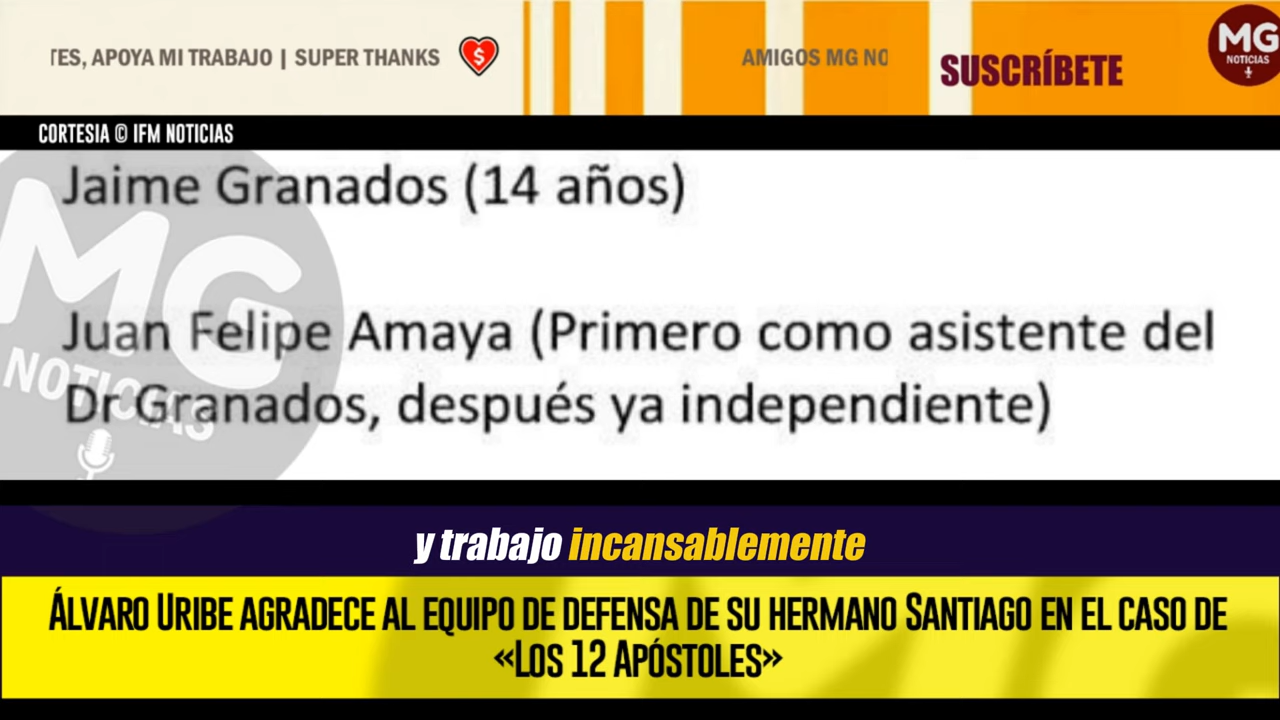 TES, APOYA MI TRABAJO | SUPER THANKS
AMIGOS MG NO
SUSCRÍBETE
MG
NOTICIAS
CORTESIA © IFM NOTICIAS
Jaime Granados (14 años)
Juan Felipe Amaya (Primero como asistente del
Dr Granados, después ya independiente)
MG
NOTICIAS
y trabajo incansablemente
ÁLVARO URIBE AGRADECE AL EQUIPO DE DEFENSA DE SU HERMANO SANTIAGO EN EL CASO DE
«LOS 12 APÓSTOLES»